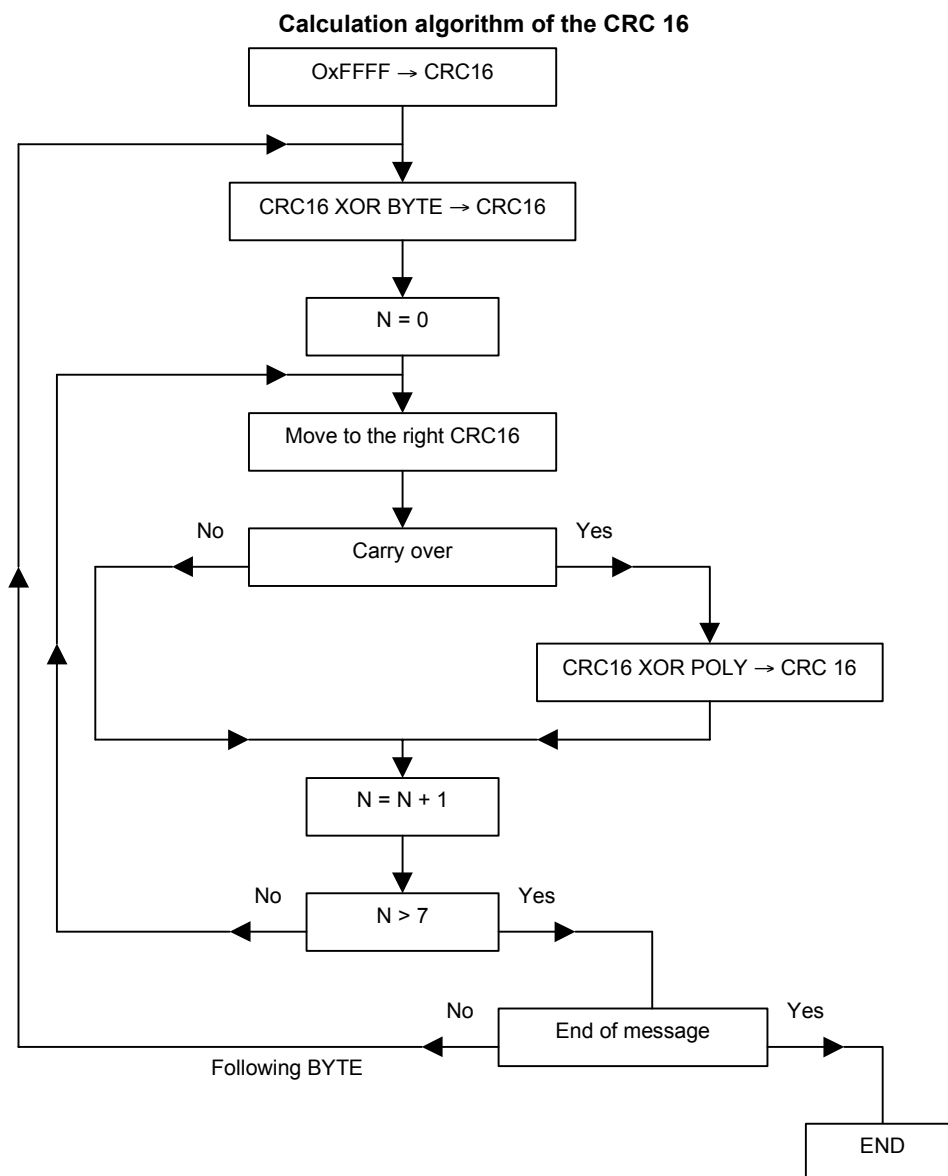 Calculation algorithm of the CRC 16
OxFFFF → CRC16
CRC16 XOR BYTE → CRC16
N = 0
Move to the right CRC16
No
Carry over
Yes
CRC16 XOR POLY → CRC 16
N = N + 1
No
N > 7
Yes
No
End of message
Yes
Following BYTE
END